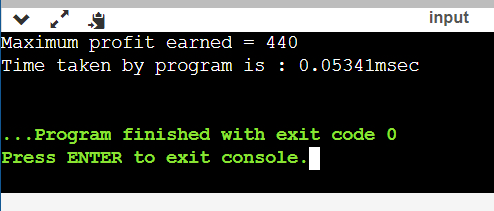 input
Maximum profit earned = 440
Time taken by program is : 0.05341msec
...Program finished with exit code 0
Press ENTER to exit console.